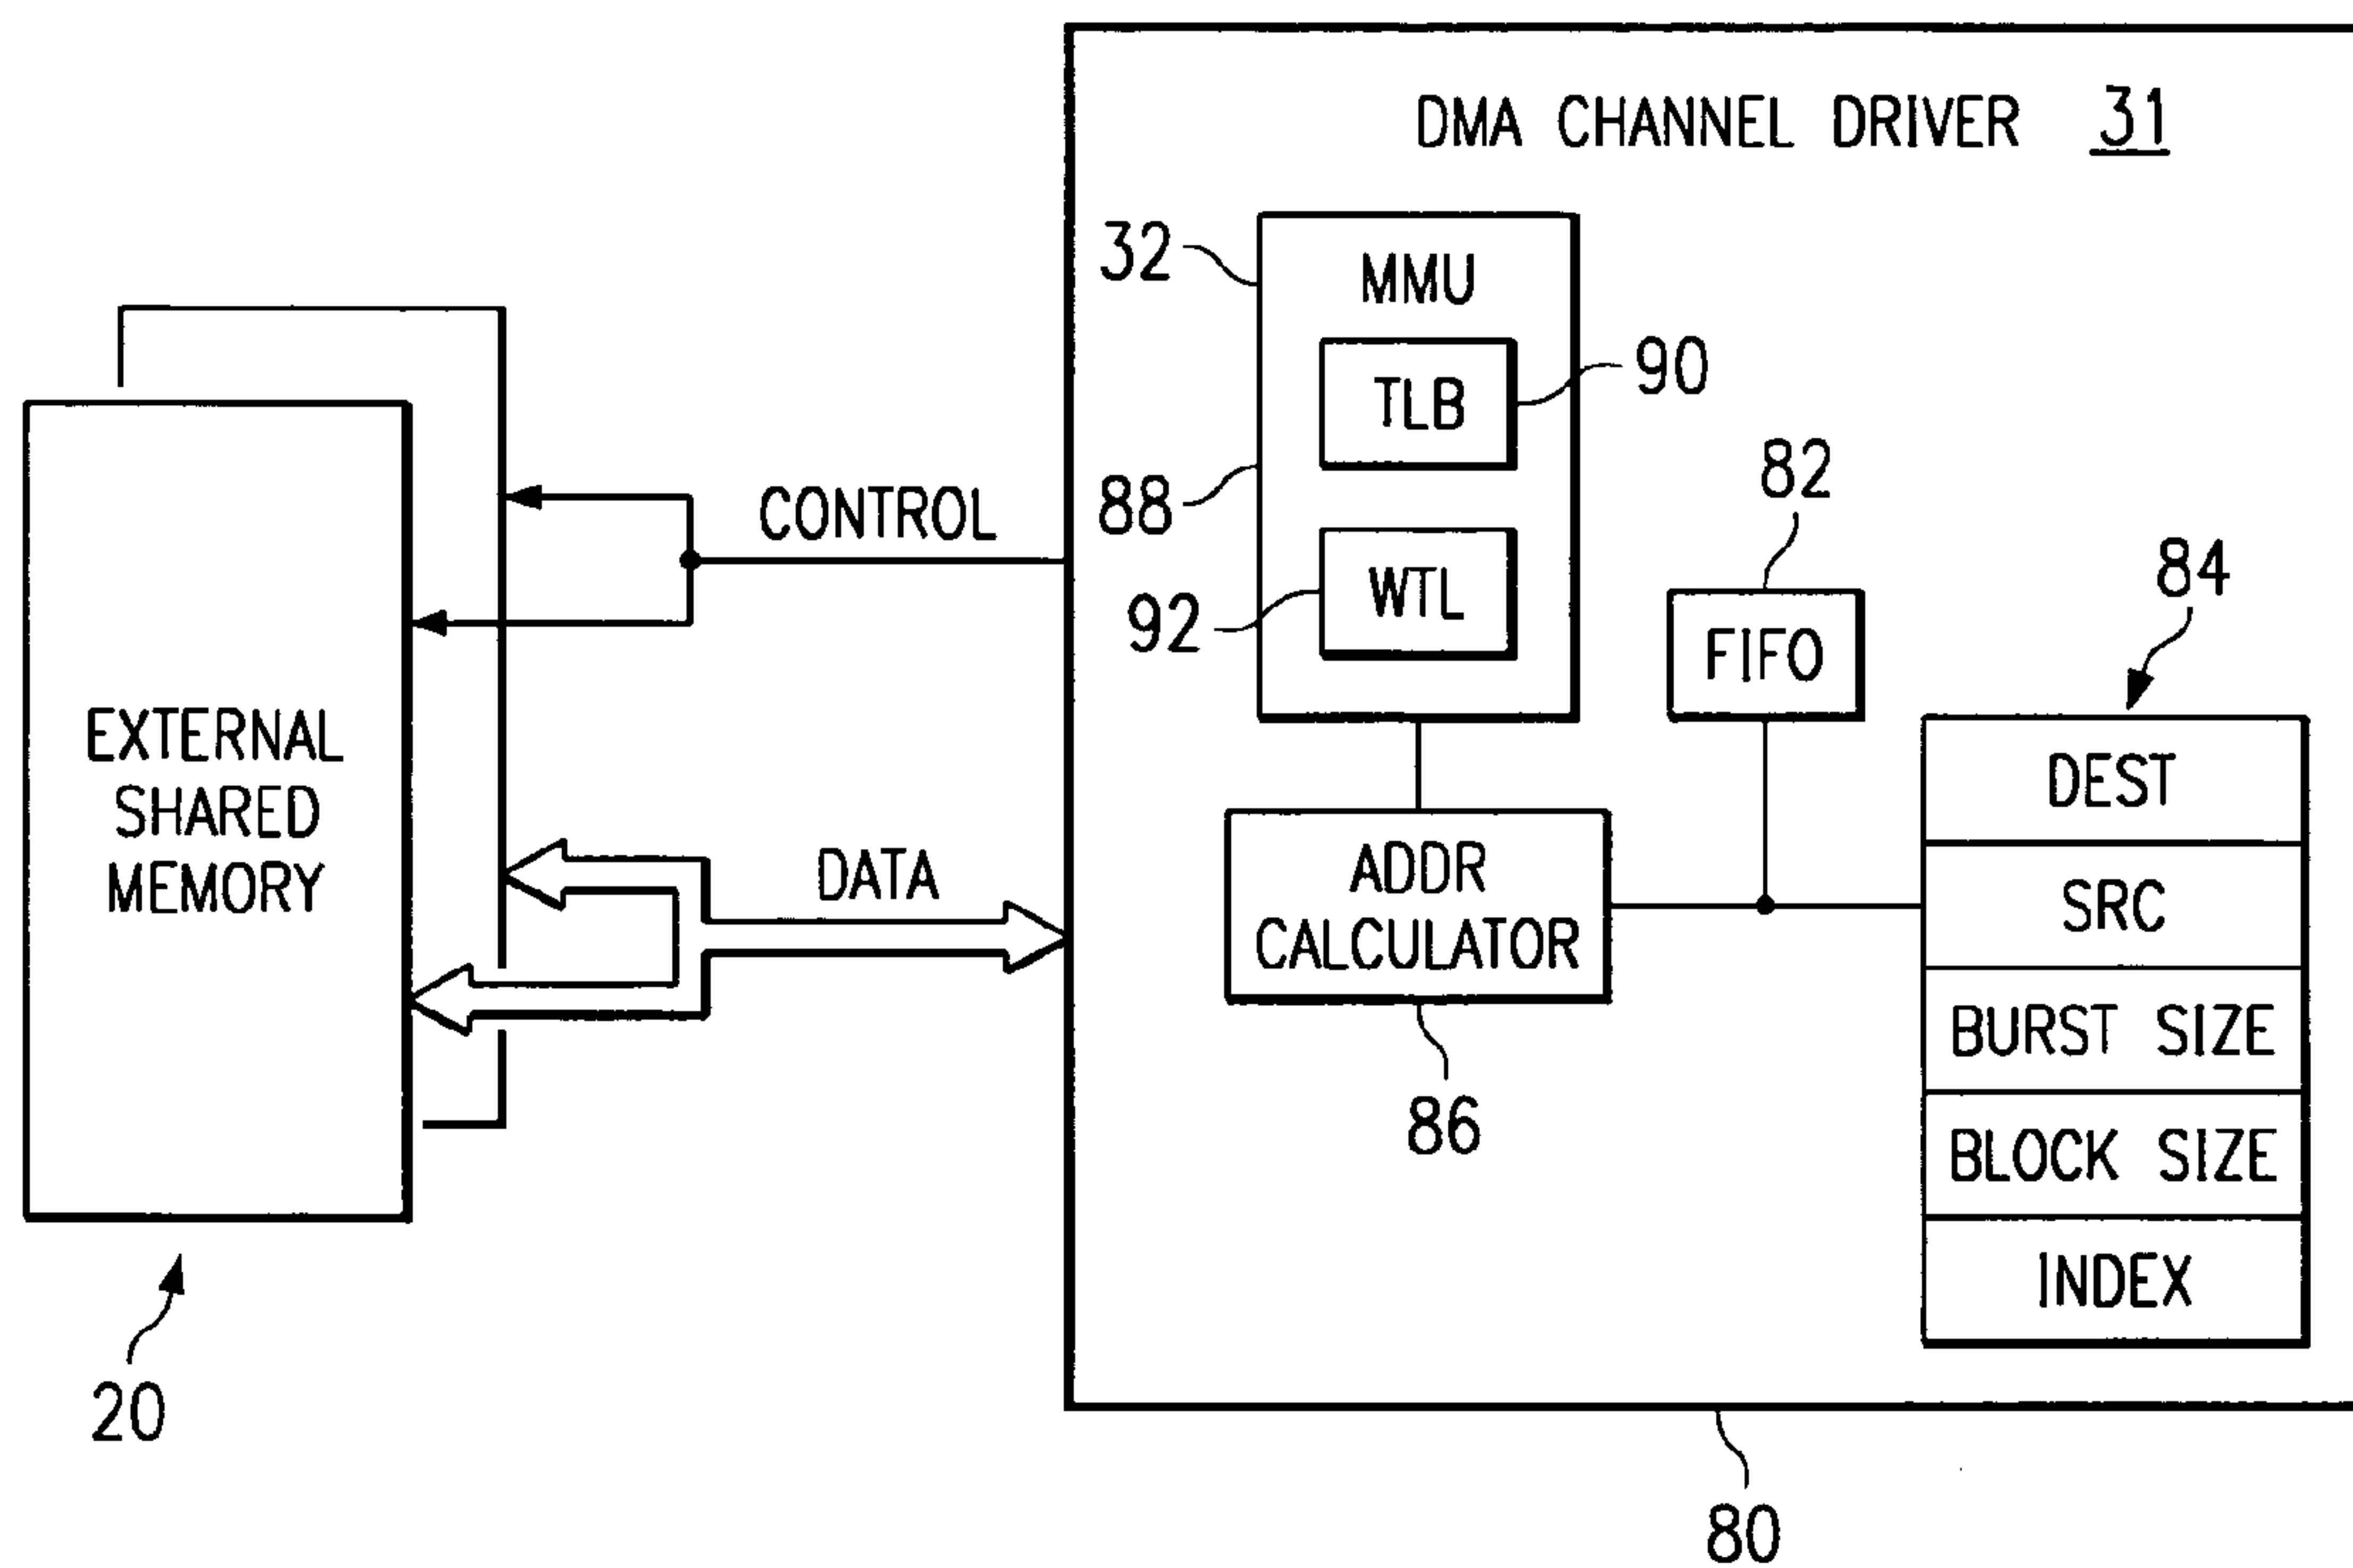 DMA CHANNEL DRIVER 31
32
MMU
TLB
90
88
WTL
92
82
FIFO
84
CONTROL
EXTERNAL
SHARED
MEMORY
DATA
ADDR
CALCULATOR
86
DEST
SRC
BURST SIZE
BLOCK SIZE
INDEX
20
80